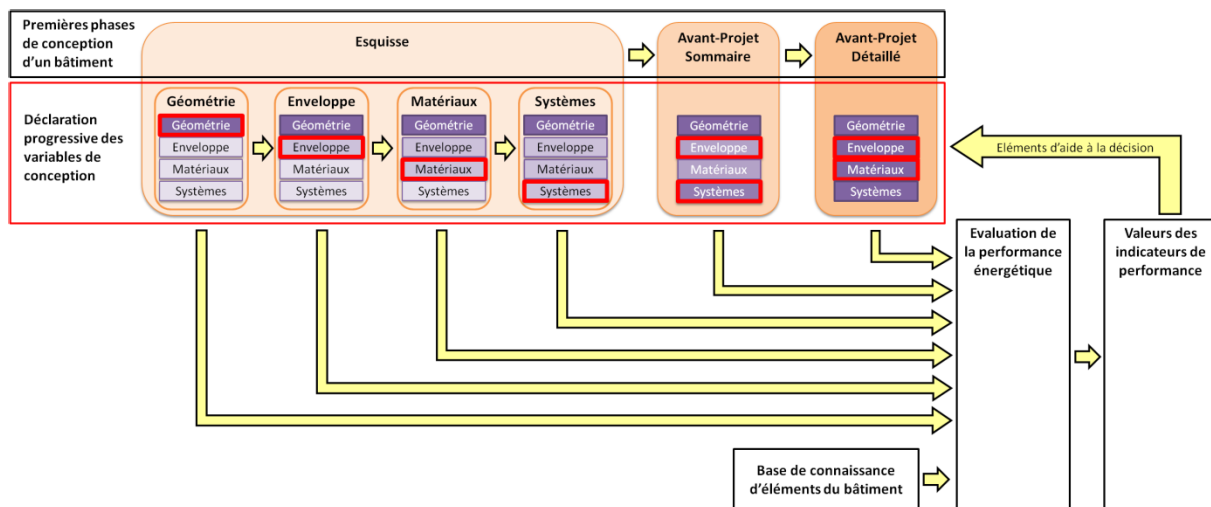 Premières phases
de conception
d'un bâtiment
Esquisse
Avant-Projet
Sommaire
Avant-Projet
Détaillé
Déclaration
progressive des
variables de
conception
Géométrie
Géométrie
Enveloppe
Matériaux
Systèmes
Enveloppe
Géométrie
Enveloppe
Matériaux
Systèmes
Matériaux
Géométrie
Enveloppe
Matériaux
Systèmes
Systèmes
Géométrie
Enveloppe
Matériaux
Systèmes
Géométrie
Enveloppe
Matériaux
Systèmes
Géométrie
Enveloppe
Matériaux
Systèmes
Eléments d'aide à la décision
Evaluation de
la performance
énergétique
Valeurs des
indicateurs de
performance
Base de connaissance
d'éléments du bâtiment